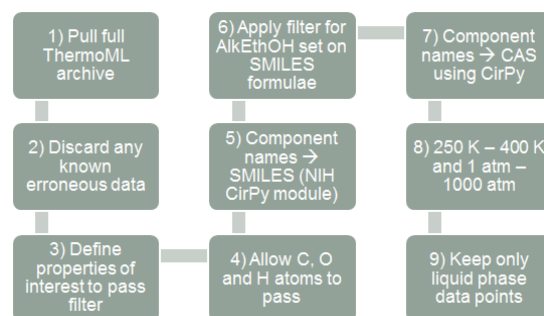 1) Pull full
ThermoML
archive
2) Discard any
known
erroneous data
3) Define
properties of
interest to pass
filter
4) Allow C, O
and H atoms to
pass
5) Component
names →
SMILES (NIH
CirPy module)
6) Apply filter for
AlkEthOH set on
SMILES
formulae
7) Component
names → CAS
using CirPy
8) 250 K – 400 K
and 1 atm –
1000 atm
9) Keep only
liquid phase
data points